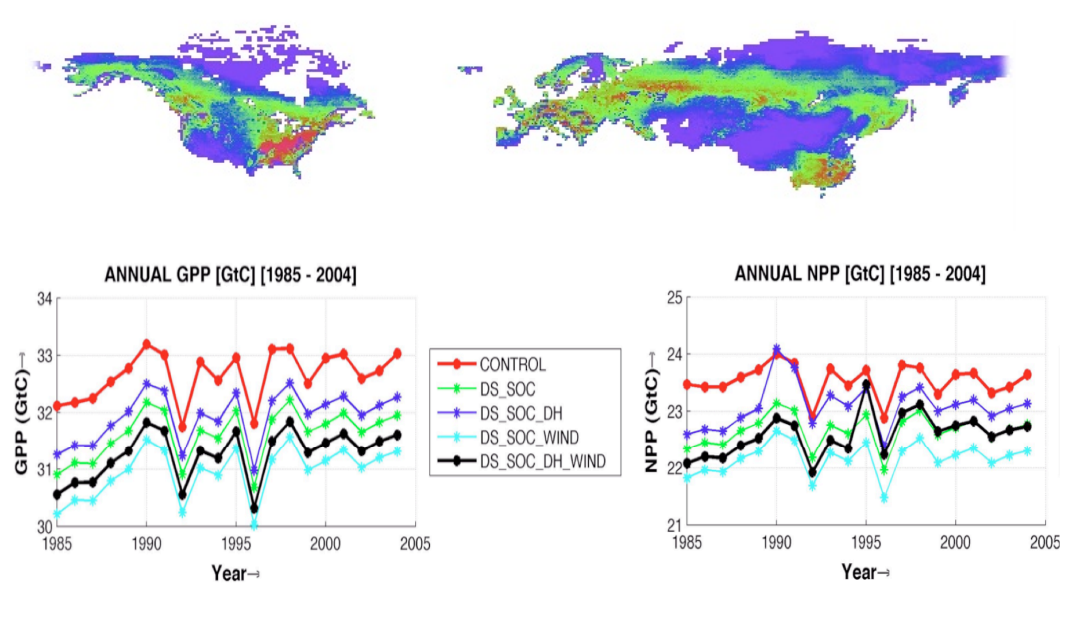 ANNUAL GPP [GtC] [1985 - 2004]
34
33
32
31
30
GPP (GtC)→
1985 1990 1995 2000 2005
Year→
CONTROL
DS_SOC
DS_SOC_DH
DS_SOC_WIND
DS_SOC_DH_WIND
ANNUAL NPP [GtC] [1985 - 2004]
25
24
23
22
21
NPP (GtC)→
1985 1990 1995 2000 2005
Year→